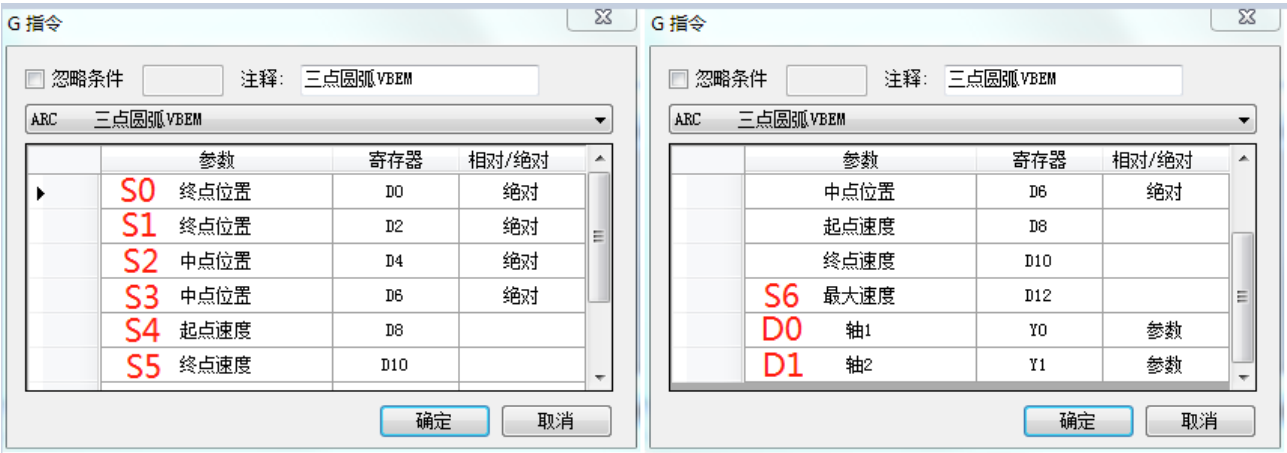 G 指令
忽略条件 注释: 三点圆弧VBEM
ARC 三点圆弧VBEM
参数 寄存器 相对/绝对
S0 终点位置 D0 绝对
S1 终点位置 D2 绝对
S2 中点位置 D4 绝对
S3 中点位置 D6 绝对
S4 起点速度 D8
S5 终点速度 D10
确定 取消
G 指令
忽略条件 注释: 三点圆弧VBEM
ARC 三点圆弧VBEM
参数 寄存器 相对/绝对
中点位置 D6 绝对
起点速度 D8
终点速度 D10
S6 最大速度 D12
D0 轴1 Y0 参数
D1 轴2 Y1 参数
确定 取消